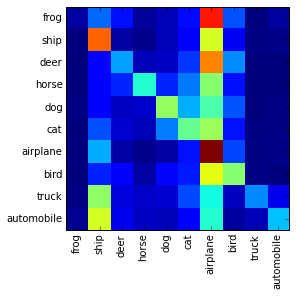 frog
ship
deer
horse
dog
cat
airplane
bird
truck
automobile
frog
ship
deer
horse
dog
cat
airplane
bird
truck
automobile